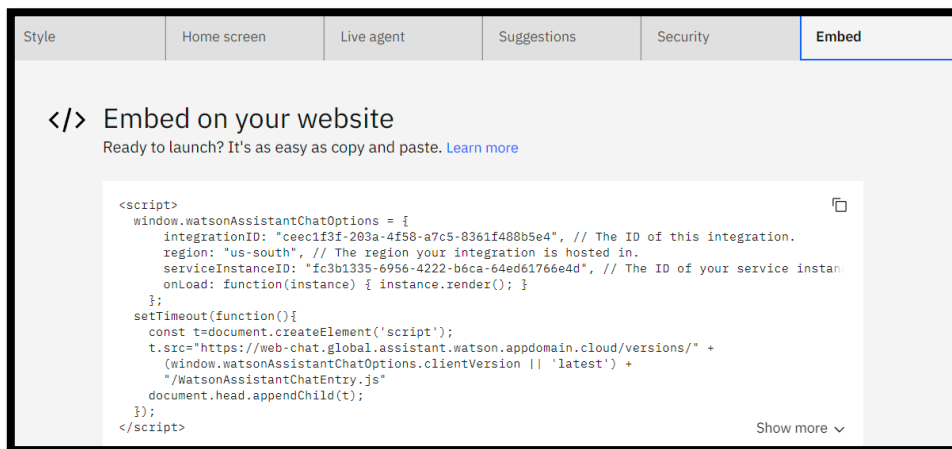 Style
Home screen
Live agent
Suggestions
Security
Embed
</> Embed on your website
Ready to launch? It's as easy as copy and paste. Learn more
<script>
window.watsonAssistantChatOptions = {
integrationID: "ceec1f3f-203a-4f58-a7c5-8361f488b5e4", // The ID of this integration.
region: "us-south", // The region your integration is hosted in.
serviceInstanceID: "fc3b1335-6956-4222-b6ca-64ed61766e4d", // The ID of your service instan
onLoad: function(instance) { instance.render(); }
};
setTimeout(function(){
const t=document.createElement('script');
t.src="https://web-chat.global.assistant.watson.appdomain.cloud/versions/" +
(window.watsonAssistantChatOptions.clientVersion || 'latest') +
"/WatsonAssistantChatEntry.js"
document.head.appendChild(t);
});
</script>
Show more